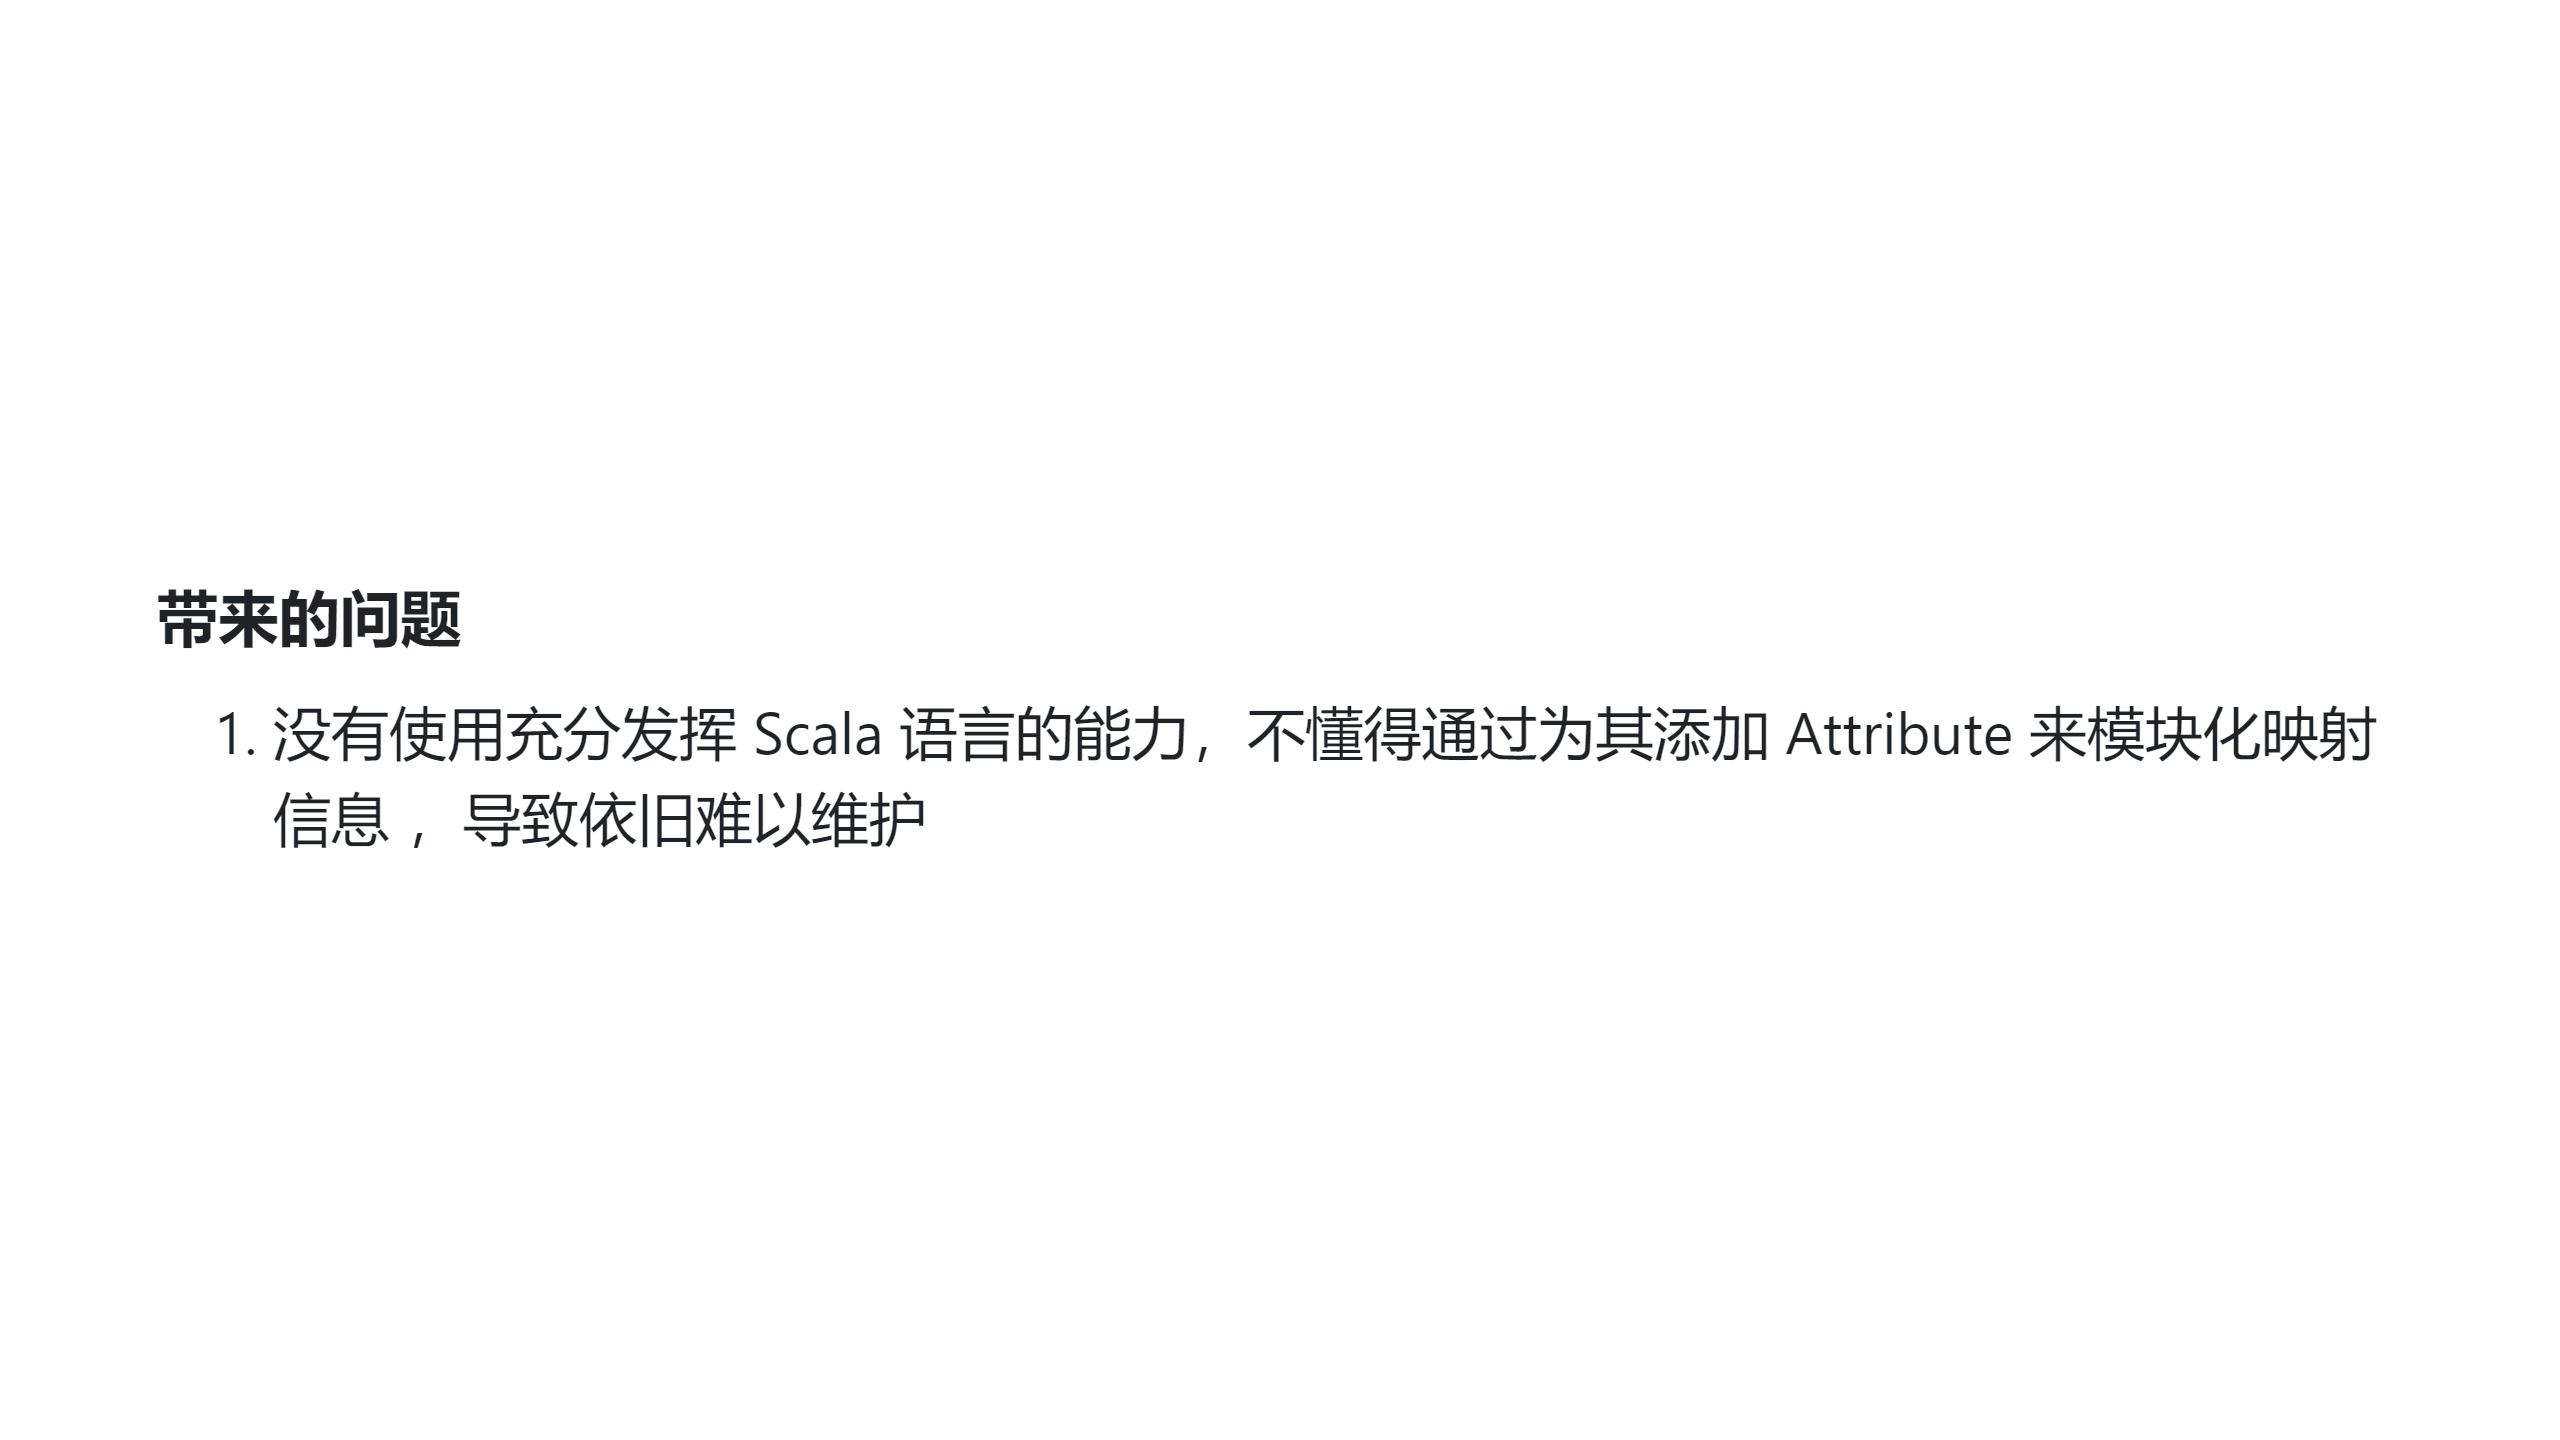 带来的问题
1. 没有使用充分发挥 Scala 语言的能力，不懂得通过为其添加 Attribute 来模块化映射
信息 ，导致依旧难以维护